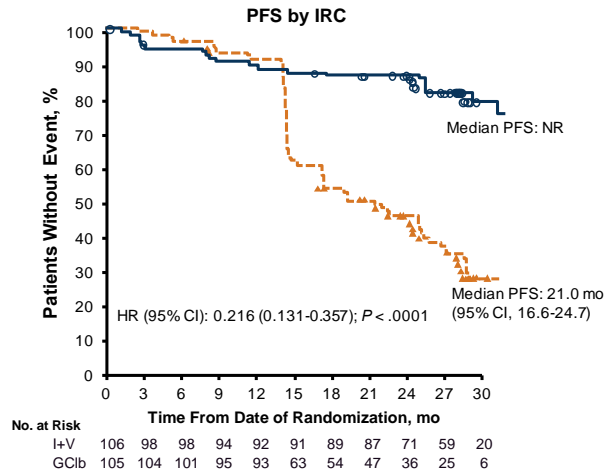 PFS by IRC
Patients Without Event, %
100
90
80
70
60
50
40
30
20
10
0
Median PFS: NR
Median PFS: 21.0 mo
(95% CI, 16.6-24.7)
HR (95% CI): 0.216 (0.131-0.357); P < .0001
0 3 6 9 12 15 18 21 24 27 30
Time From Date of Randomization, mo
No. at Risk
I+V 106 98 98 94 92 91 89 87 71 59 20
GClb 105 104 101 95 93 63 54 47 36 25 6